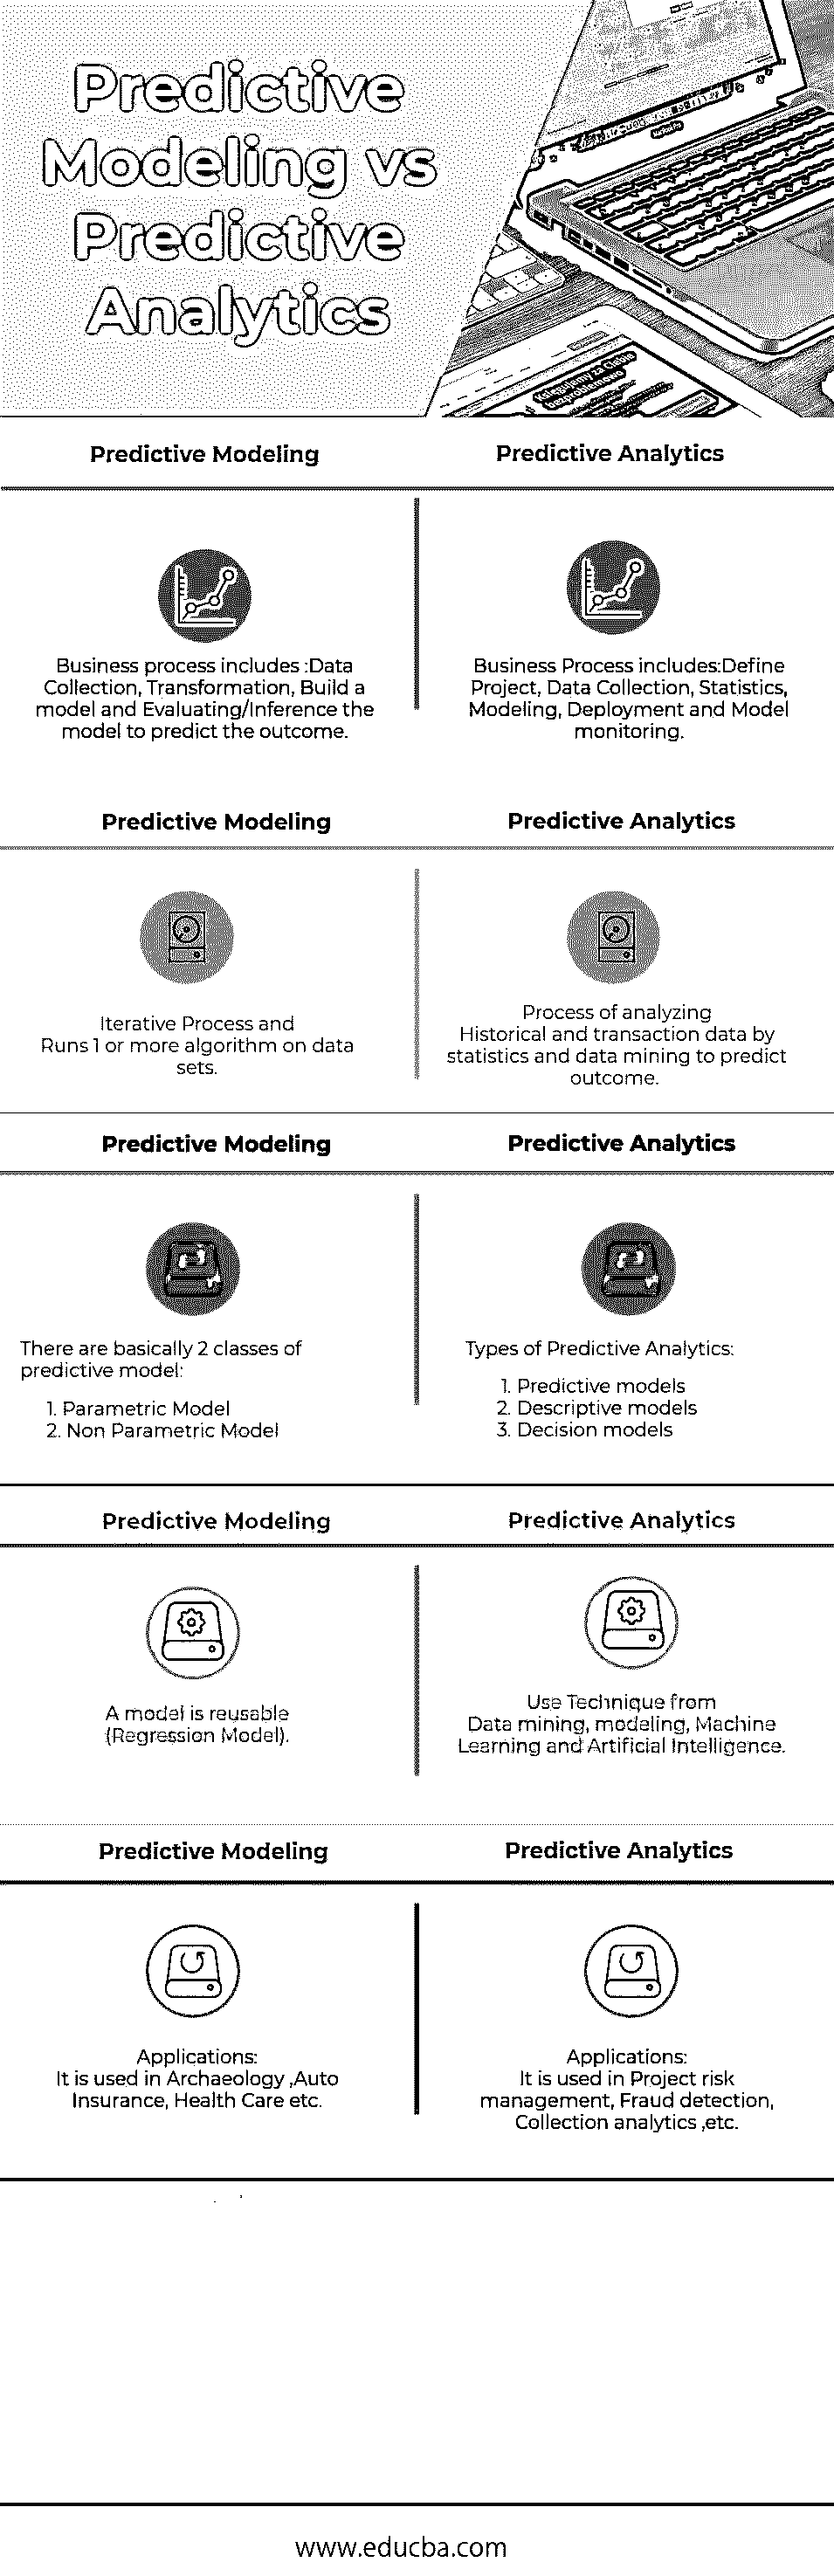 Predictive
Modeling vs
Predictive
Analytics
Predictive Modeling
Predictive Analytics
Business process includes :Data
Collection, Transformation, Build a
model and Evaluating/Inference the
model to predict the outcome.
Business Process includes:Define
Project, Data Collection, Statistics,
Modeling, Deployment and Model
monitoring.
Predictive Modeling
Predictive Analytics
Iterative Process and
Runs 1 or more algorithm on data
sets.
Process of analyzing
Historical and transaction data by
statistics and data mining to predict
outcome.
Predictive Modeling
Predictive Analytics
There are basically 2 classes of
predictive model:
1. Parametric Model
2. Non Parametric Model
Types of Predictive Analytics:
1. Predictive models
2. Descriptive models
3. Decision models
Predictive Modeling
Predictive Analytics
A model is reusable
(Regression Model).
Use Technique from
Data mining, modeling, Machine
Learning and Artificial Intelligence.
Predictive Modeling
Predictive Analytics
Applications:
It is used in Archaeology ,Auto
Insurance, Health Care etc.
Applications:
It is used in Project risk
management, Fraud detection,
Collection analytics ,etc.
www.educba.com